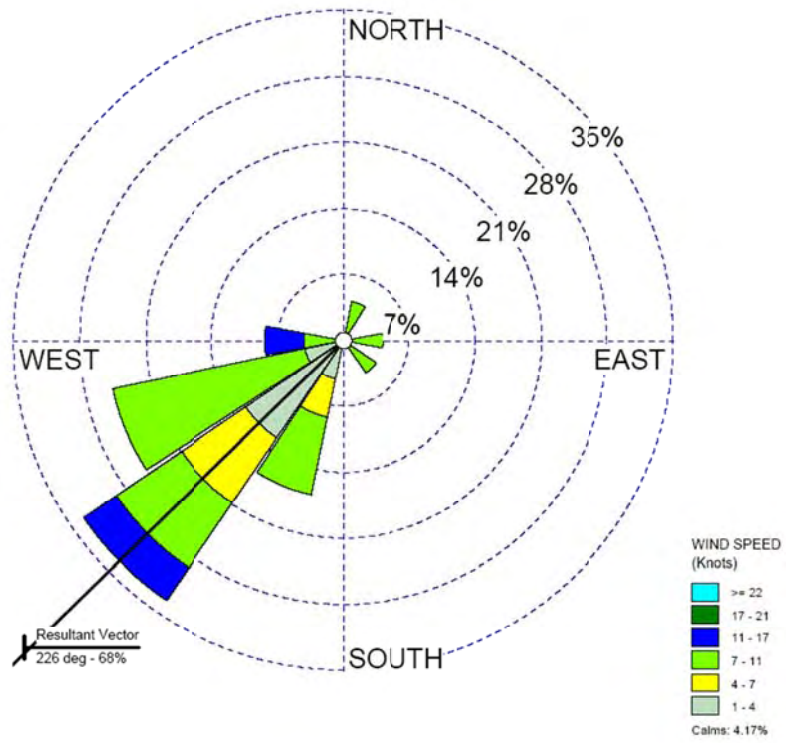 NORTH
35%
28%
21%
14%
7%
WEST
EAST
WIND SPEED
(Knots)
>= 22
17 - 21
11 - 17
7 - 11
4 - 7
1 - 4
Calms: 4.17%
Resultant Vector
226 deg - 68%
SOUTH